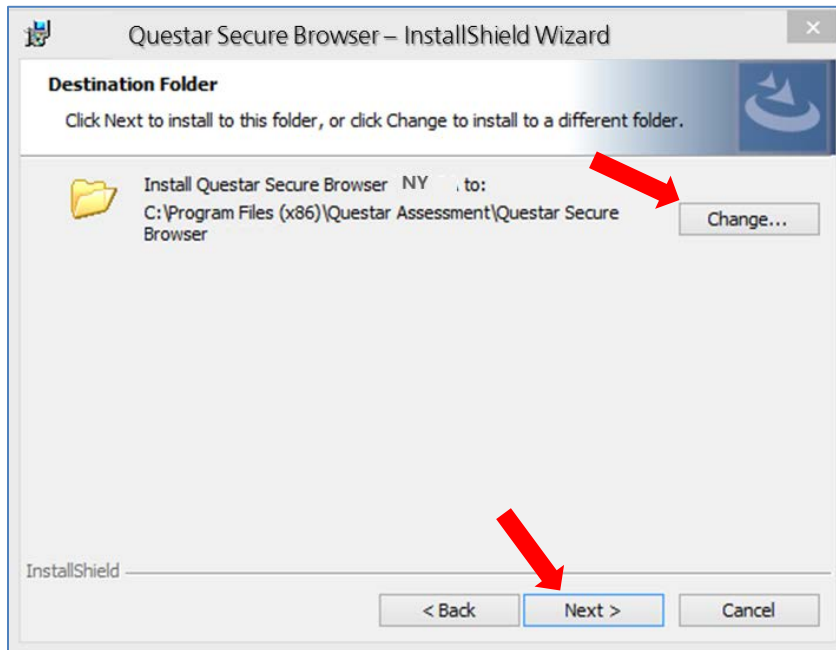 Questar Secure Browser – InstallShield Wizard
Destination Folder
Click Next to install to this folder, or click Change to install to a different folder.
Install Questar Secure Browser NY to:
C:\Program Files (x86)\Questar Assessment\Questar Secure
Browser
Change...
InstallShield
< Back Next > Cancel